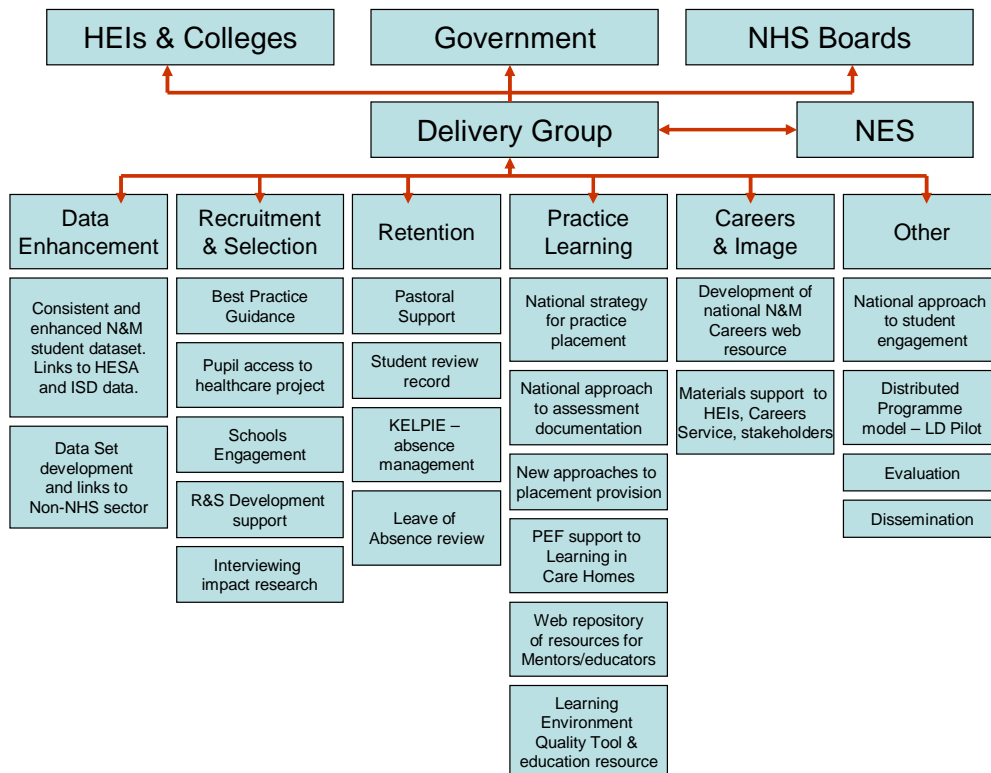 HEIs & Colleges
Government
NHS Boards
Delivery Group
NES
Data
Enhancement
Recruitment
& Selection
Retention
Practice
Learning
Careers
& Image
Other
Consistent and
enhanced N&M
student dataset.
Links to HESA
and ISD data.
Data Set
development
and links to
Non-NHS sector
Best Practice
Guidance
Pupil access to
healthcare project
Schools
Engagement
R&S Development
support
Interviewing
impact research
Pastoral
Support
Student review
record
KELPIE –
absence
management
Leave of
Absence review
National strategy
for practice
placement
National approach
to assessment
documentation
New approaches to
placement provision
PEF support to
Learning in
Care Homes
Web repository
of resources for
Mentors/educators
Learning
Environment
Quality Tool &
education resource
Development of
national N&M
Careers web
resource
Materials support to
HEIs, Careers
Service, stakeholders
National approach
to student
engagement
Distributed
Programme
model – LD Pilot
Evaluation
Dissemination